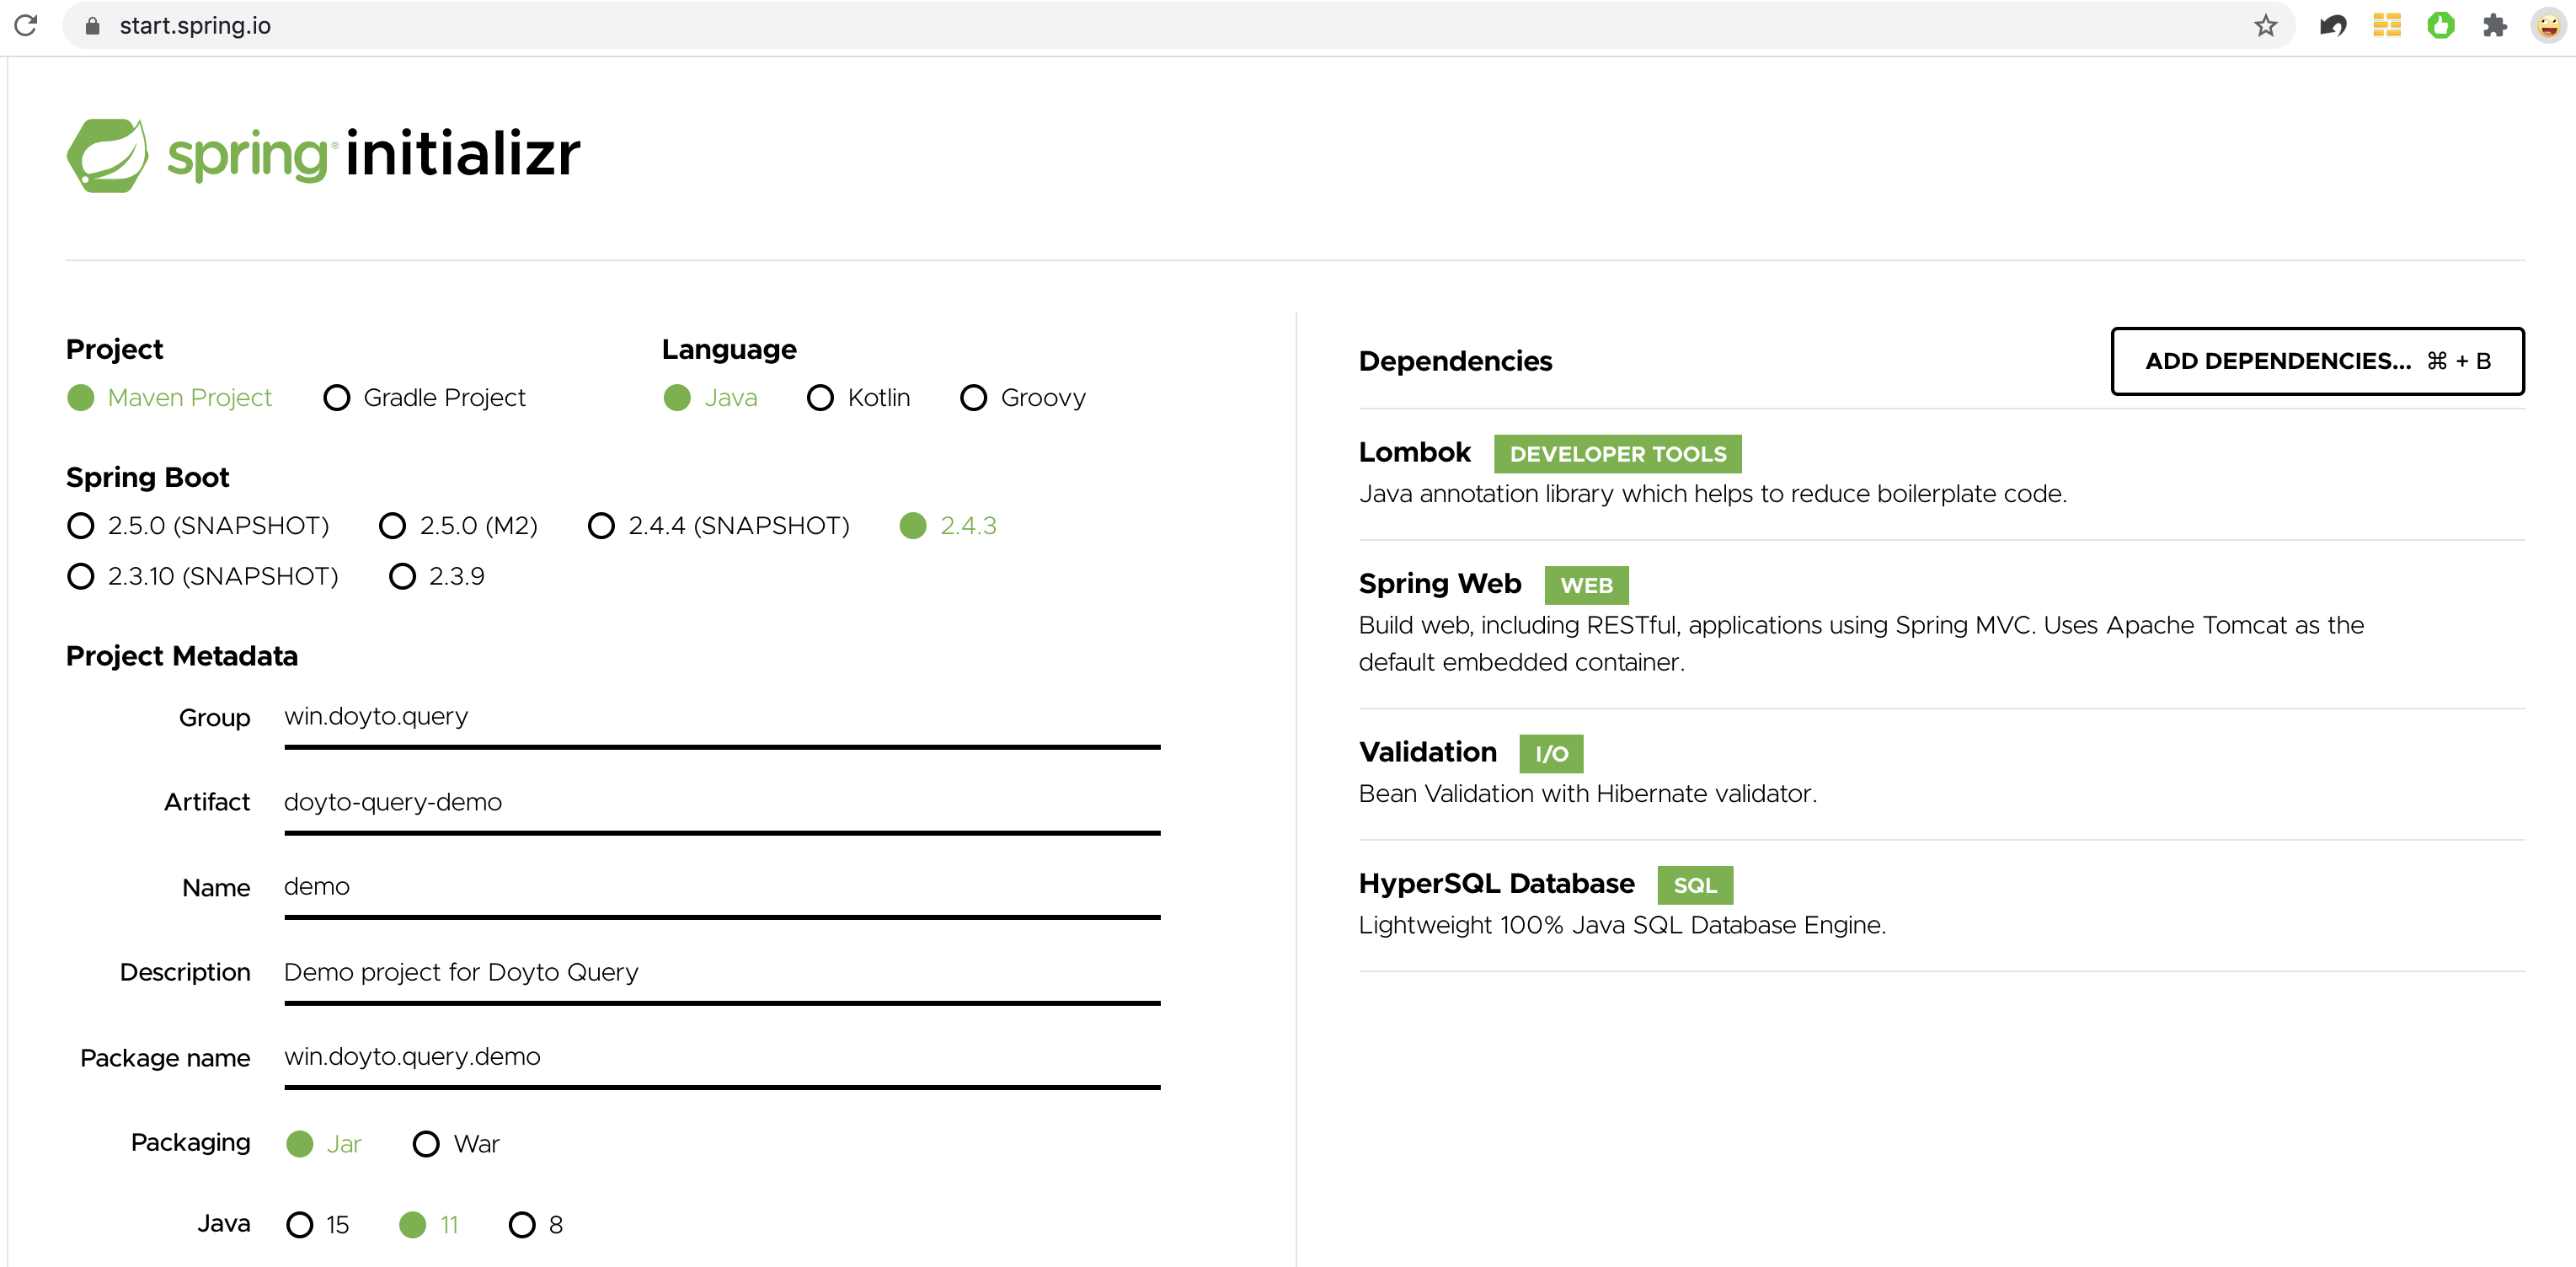 start.spring.io
spring® initializr
Project
Maven Project Gradle Project
Language
Java Kotlin Groovy
Spring Boot
2.5.0 (SNAPSHOT) 2.5.0 (M2) 2.4.4 (SNAPSHOT) 2.4.3
2.3.10 (SNAPSHOT) 2.3.9
Project Metadata
Group win.doyto.query
Artifact doyto-query-demo
Name demo
Description Demo project for Doyto Query
Package name win.doyto.query.demo
Packaging Jar War
Java 15 11 8
Dependencies
ADD DEPENDENCIES... ⌘ + B
Lombok DEVELOPER TOOLS
Java annotation library which helps to reduce boilerplate code.
Spring Web WEB
Build web, including RESTful, applications using Spring MVC. Uses Apache Tomcat as the
default embedded container.
Validation I/O
Bean Validation with Hibernate validator.
HyperSQL Database SQL
Lightweight 100% Java SQL Database Engine.